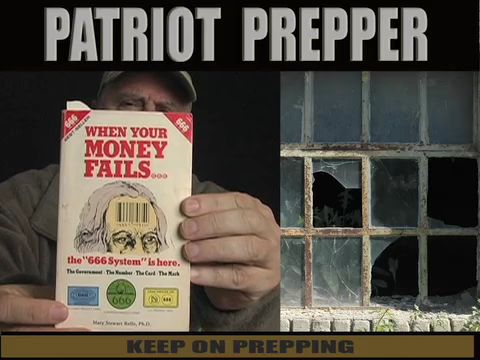 PATRIOT PREPPER
666
666
WHEN YOUR
MONEY
FAILS...
the "666 System" is here.
The Government · The Number · The Card · The Mark
666
Mary Stewart Relfe, Ph.D.
KEEP ON PREPPING